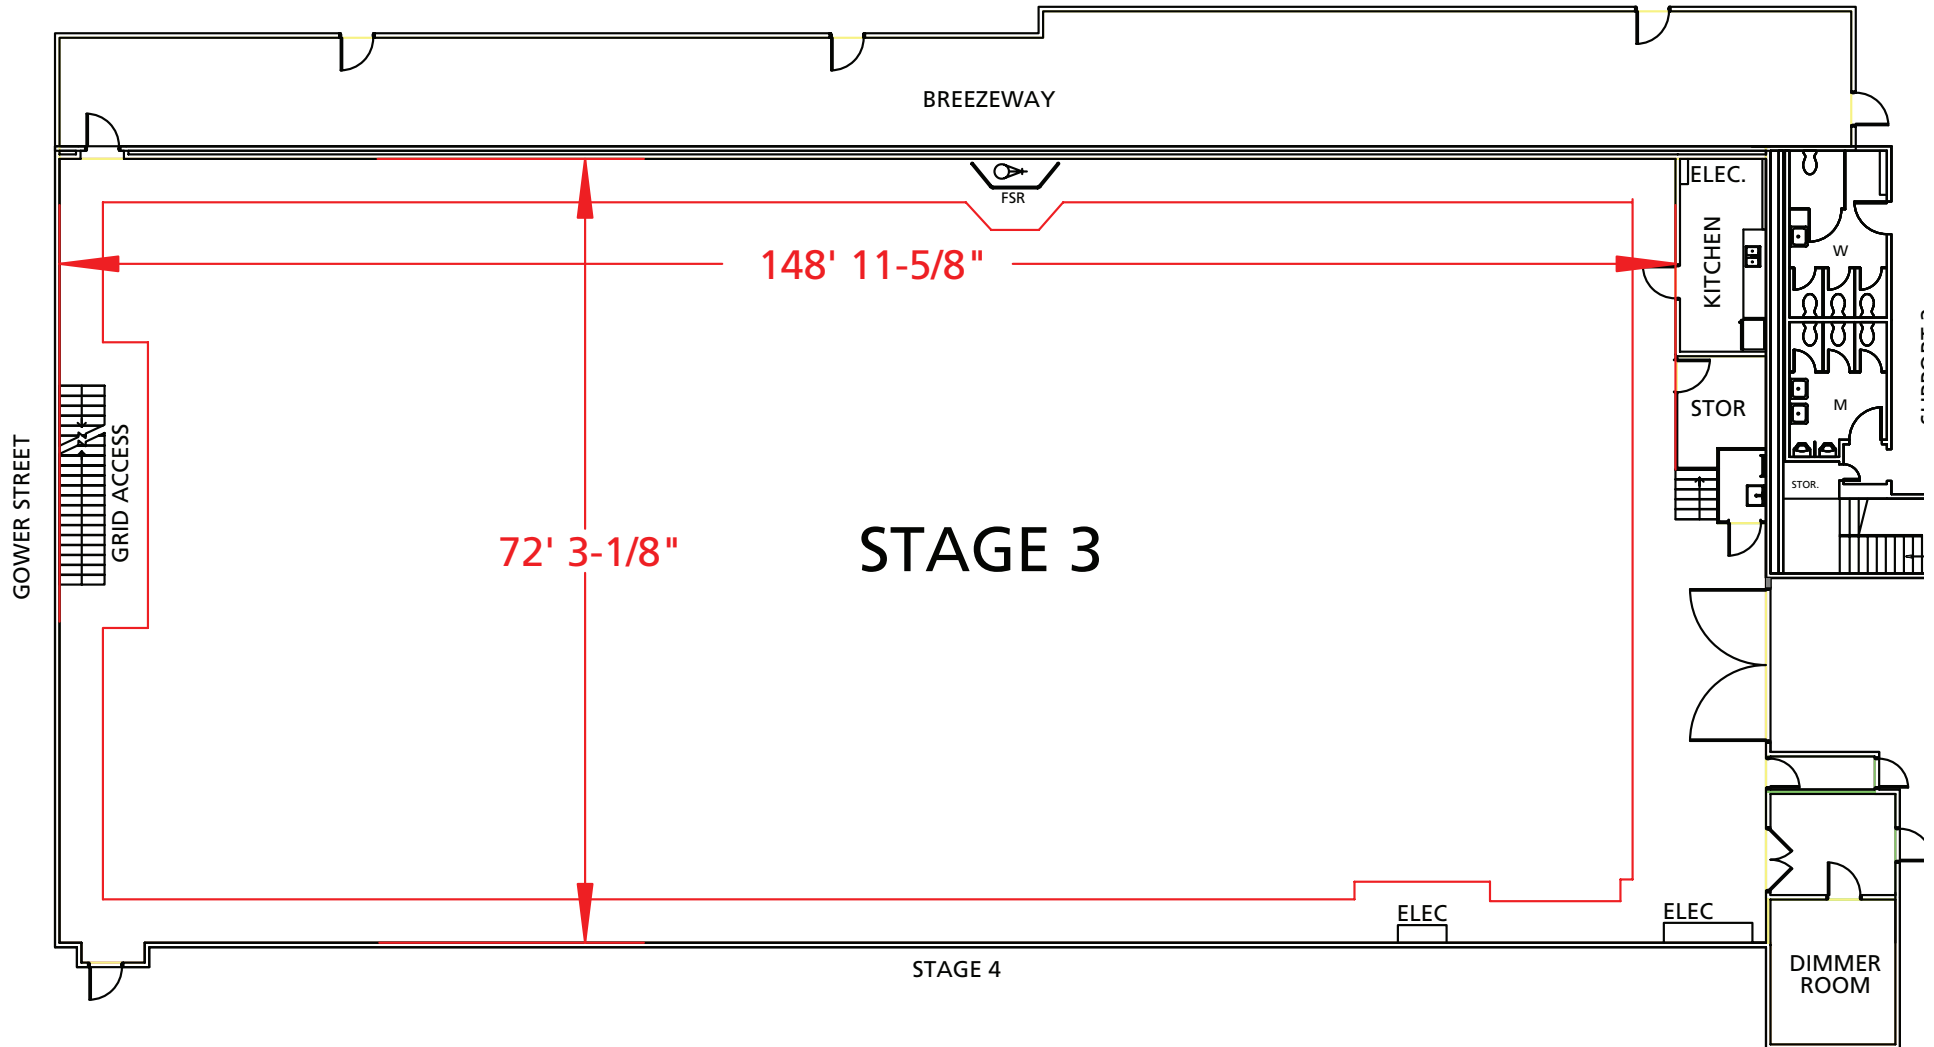 BREEZEWAY
FSR
ELEC.
KITCHEN
W
148' 11-5/8"
STOR
M
STOR.
GOWER STREET
GRID ACCESS
72' 3-1/8"
STAGE 3
ELEC
ELEC
STAGE 4
DIMMER
ROOM